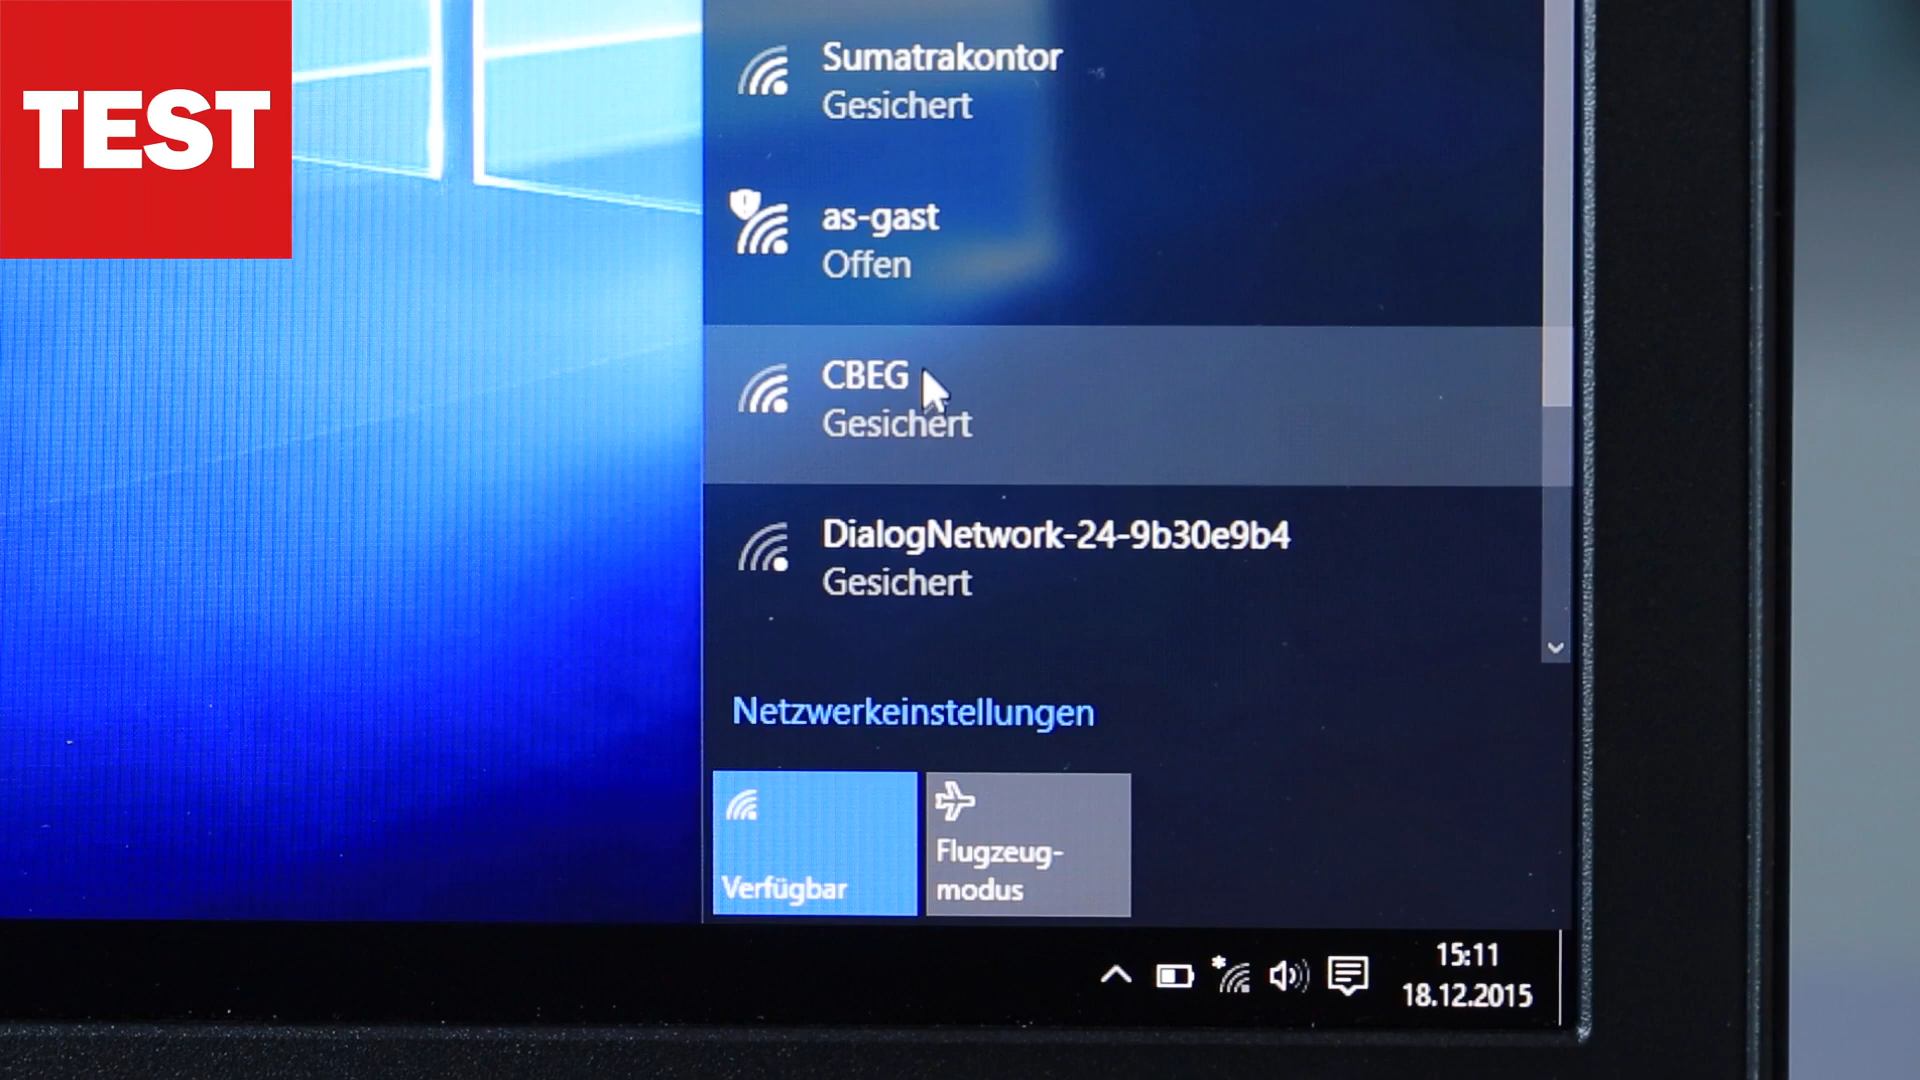 TEST
Sumatrakontor
Gesichert
as-gast
Offen
CBEG
Gesichert
DialogNetwork-24-9b30e9b4
Gesichert
Netzwerkeinstellungen
Verfügbar
Flugzeug-
modus
15:11
18.12.2015